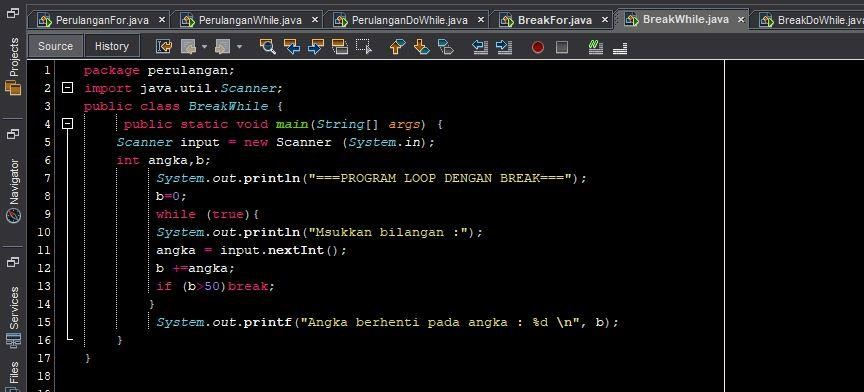 PerulanganFor.java
PerulanganWhile.java
PerulanganDoWhile.java
BreakFor.java
BreakWhile.java
BreakDoWhile.java
Source
History
Projects
Navigator
Services
Files
1 package perulangan;
2 import java.util.Scanner;
3 public class BreakWhile {
4 public static void main(String[] args) {
5 Scanner input = new Scanner (System.in);
6 int angka,b;
7 System.out.println("===PROGRAM LOOP DENGAN BREAK===");
8 b=0;
9 while (true){
10 System.out.println("Msukkan bilangan :");
11 angka = input.nextInt();
12 b +=angka;
13 if (b>50)break;
14 }
15 System.out.printf("Angka berhenti pada angka : %d \n", b);
16 }
17 }
18